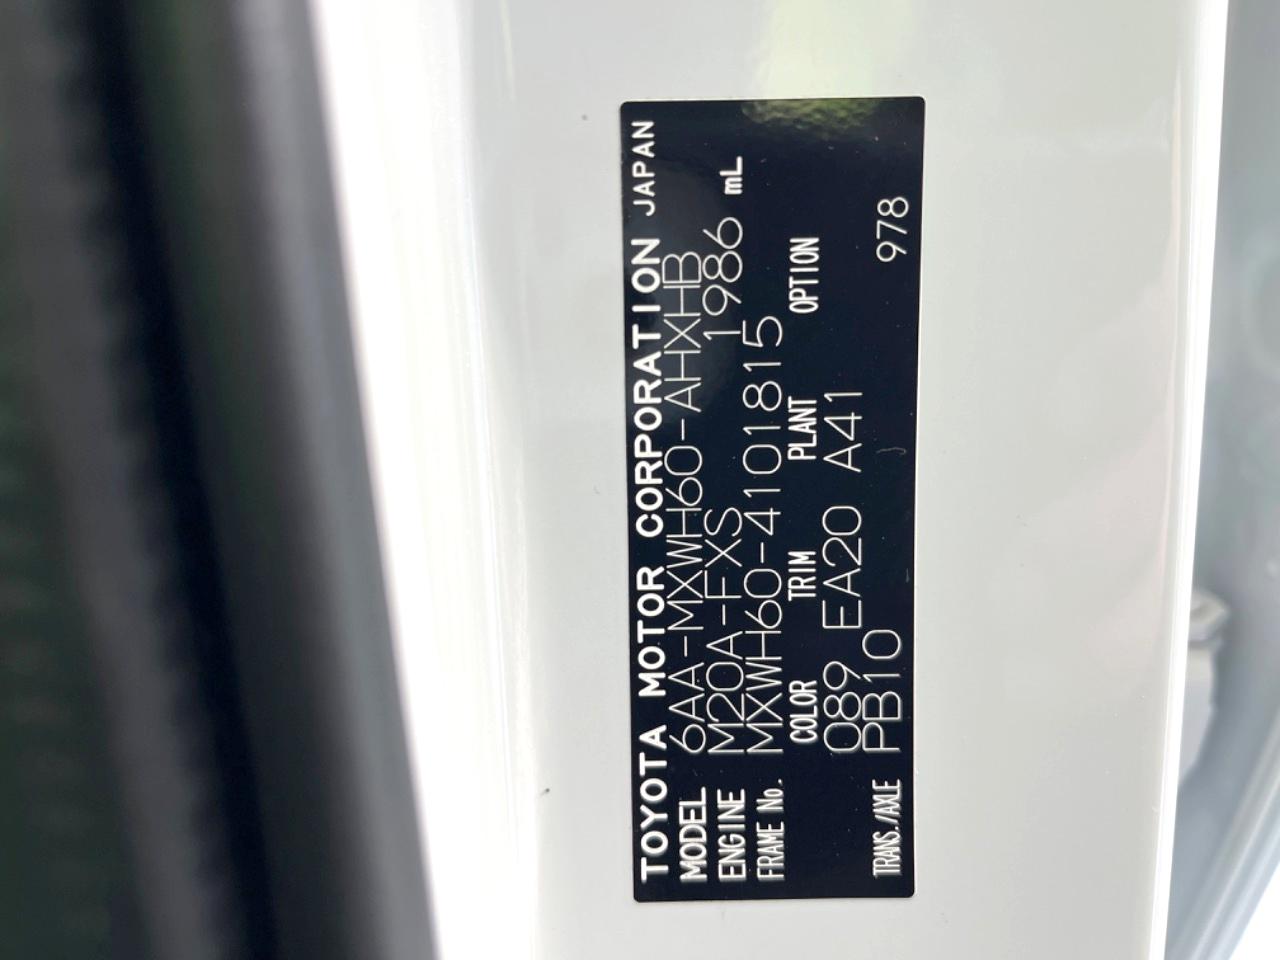 TOYOTA MOTOR CORPORATION JAPAN
MODEL 6AA-MXWH60-AHXHB
ENGINE M20A-FXS 1986 mL
FRAME No. MXWH60-4101815
COLOR TRIM PLANT OPTION
089 EA20 A41
TRANS./AXLE PB10 978